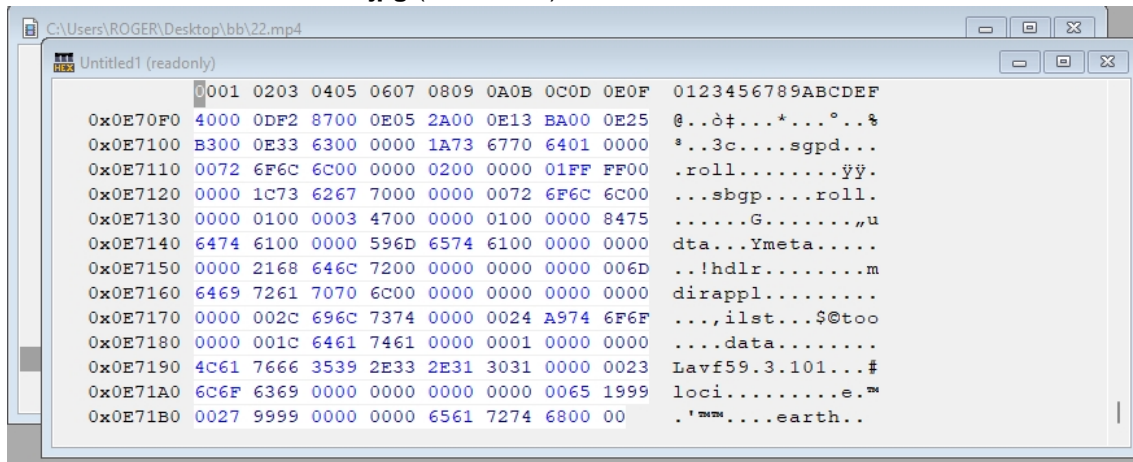 C:\Users\ROGER\Desktop\bb\22.mp4
Untitled1 (readonly)
0001 0203 0405 0607 0809 0A0B 0C0D 0E0F 0123456789ABCDEF
0x0E70F0 4000 0DF2 8700 0E05 2A00 0E13 BA00 0E25 @..ò‡...*...º..%
0x0E7100 B300 0E33 6300 0000 1A73 6770 6401 0000 ³..3c....sgpd...
0x0E7110 0072 6F6C 6C00 0000 0200 0000 01FF FF00 .roll........ÿÿ.
0x0E7120 0000 1C73 6267 7000 0000 0072 6F6C 6C00 ...sbgp....roll.
0x0E7130 0000 0100 0003 4700 0000 0100 0000 8475 ......G.......„u
0x0E7140 6474 6100 0000 596D 6574 6100 0000 0000 dta...Ymeta.....
0x0E7150 0000 2168 646C 7200 0000 0000 0000 006D ..!hdlr........m
0x0E7160 6469 7261 7070 6C00 0000 0000 0000 0000 dirappl.........
0x0E7170 0000 002C 696C 7374 0000 0024 A974 6F6F ...,ilst...$©too
0x0E7180 0000 001C 6461 7461 0000 0001 0000 0000 ....data........
0x0E7190 4C61 7666 3539 2E33 2E31 3031 0000 0023 Lavf59.3.101...#
0x0E71A0 6C6F 6369 0000 0000 0000 0000 0065 1999 loci.........e.™
0x0E71B0 0027 9999 0000 0000 6561 7274 6800 00 .'™™....earth..